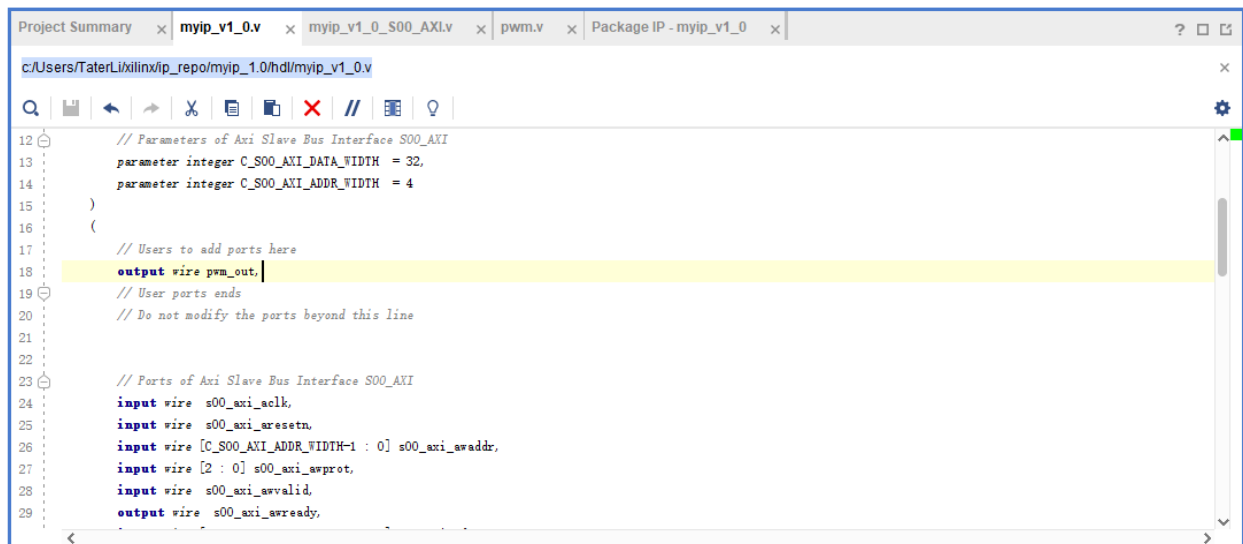 Project Summary × myip_v1_0.v × myip_v1_0_S00_AXI.v × pwm.v × Package IP - myip_v1_0 × ?
c:/Users/TaterLi/xilinx/ip_repo/myip_1.0/hdl/myip_v1_0.v ×
12 // Parameters of Axi Slave Bus Interface S00_AXI
13 parameter integer C_S00_AXI_DATA_WIDTH = 32,
14 parameter integer C_S00_AXI_ADDR_WIDTH = 4
15 )
16 (
17 // Users to add ports here
18 output wire pwm_out,
19 // User ports ends
20 // Do not modify the ports beyond this line
21
22
23 // Ports of Axi Slave Bus Interface S00_AXI
24 input wire s00_axi_aclk,
25 input wire s00_axi_aresetn,
26 input wire [C_S00_AXI_ADDR_WIDTH-1 : 0] s00_axi_awaddr,
27 input wire [2 : 0] s00_axi_awprot,
28 input wire s00_axi_awvalid,
29 output wire s00_axi_awready,